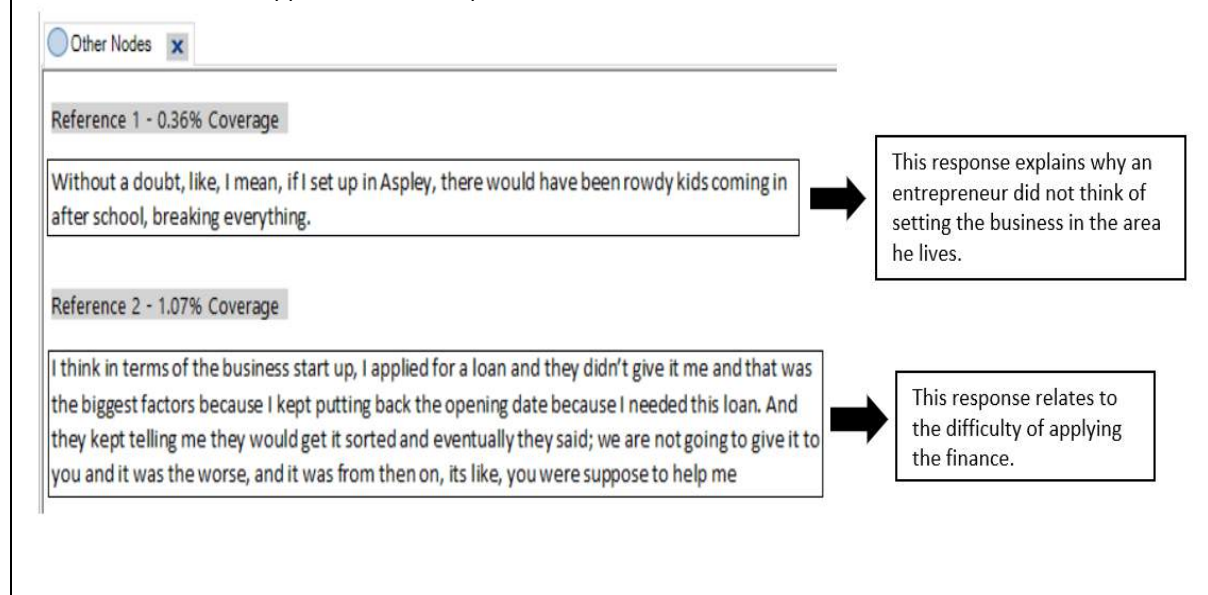 Other Nodes x
Reference 1 - 0.36% Coverage
Without a doubt, like, I mean, if I set up in Aspley, there would have been rowdy kids coming in
after school, breaking everything.
This response explains why an
entrepreneur did not think of
setting the business in the area
he lives.
Reference 2 - 1.07% Coverage
I think in terms of the business start up, I applied for a loan and they didn't give it me and that was
the biggest factors because I kept putting back the opening date because I needed this loan. And
they kept telling me they would get it sorted and eventually they said; we are not going to give it to
you and it was the worse, and it was from then on, its like, you were suppose to help me
This response relates to
the difficulty of applying
the finance.